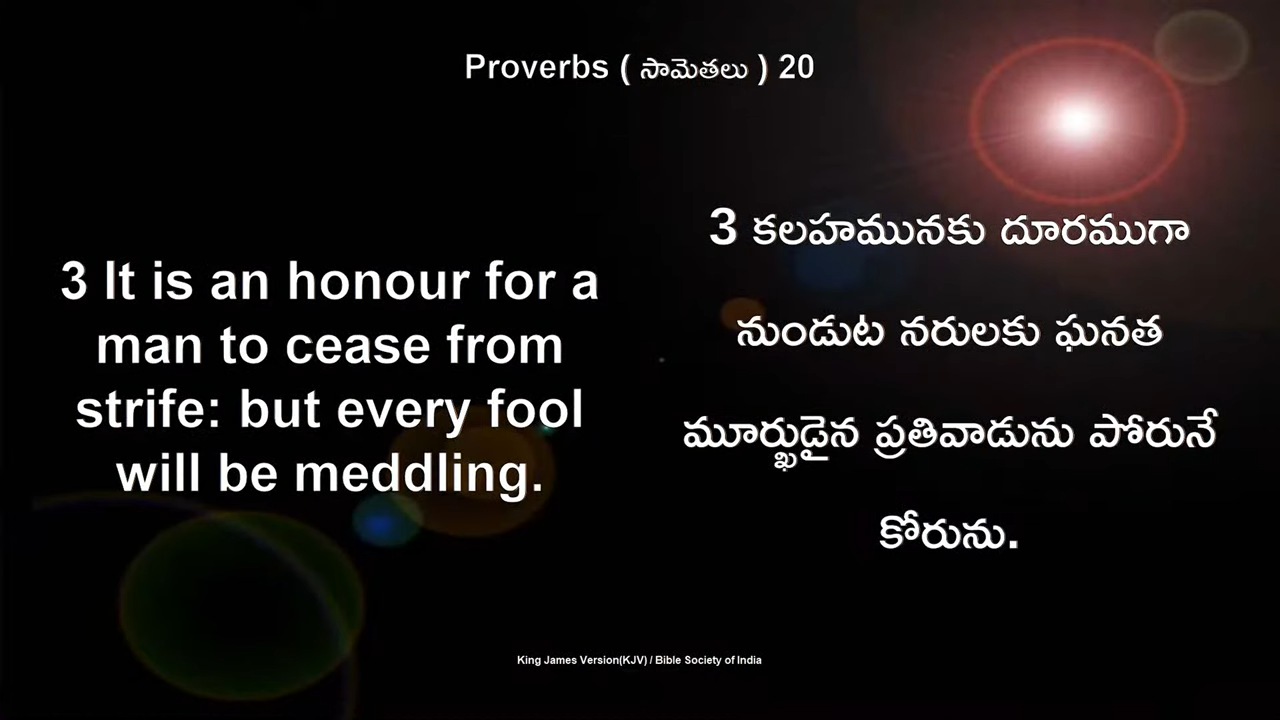 Proverbs ( సామెతలు ) 20
3 It is an honour for a
man to cease from
strife: but every fool
will be meddling.
3 కలహమునకు దూరముగా
నుండుట నరులకు ఘనత
మూర్ఖుడైన ప్రతివాడును పోరునే
కోరును.
King James Version(KJV) / Bible Society of India